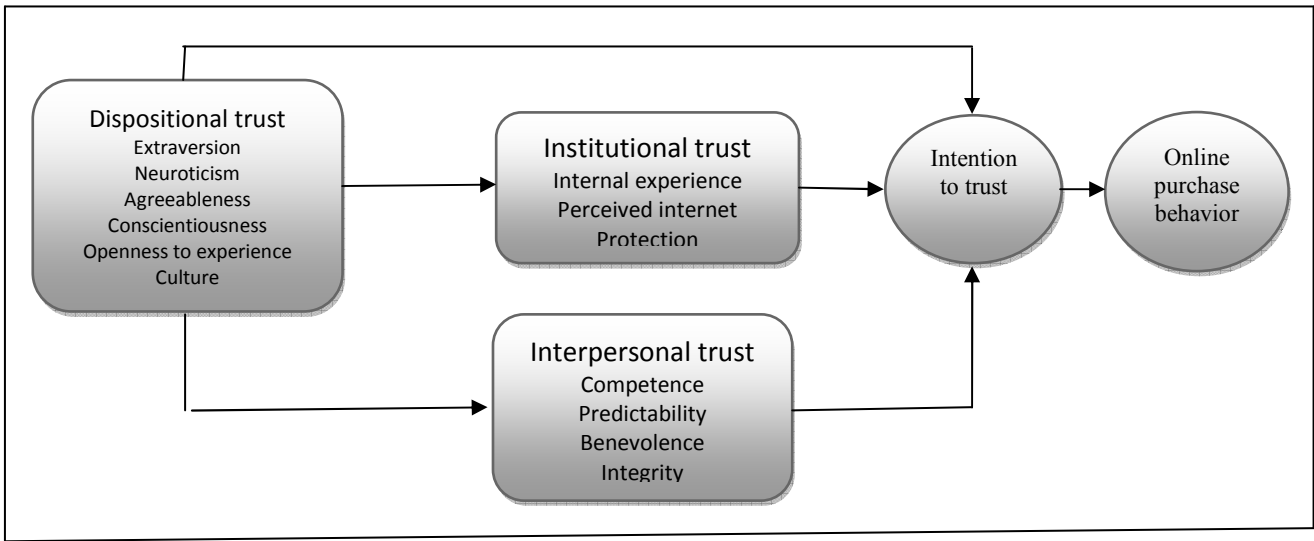 Dispositional trust
Extraversion
Neuroticism
Agreeableness
Conscientiousness
Openness to experience
Culture
Institutional trust
Internal experience
Perceived internet
Protection
Interpersonal trust
Competence
Predictability
Benevolence
Integrity
Intention
to trust
Online
purchase
behavior